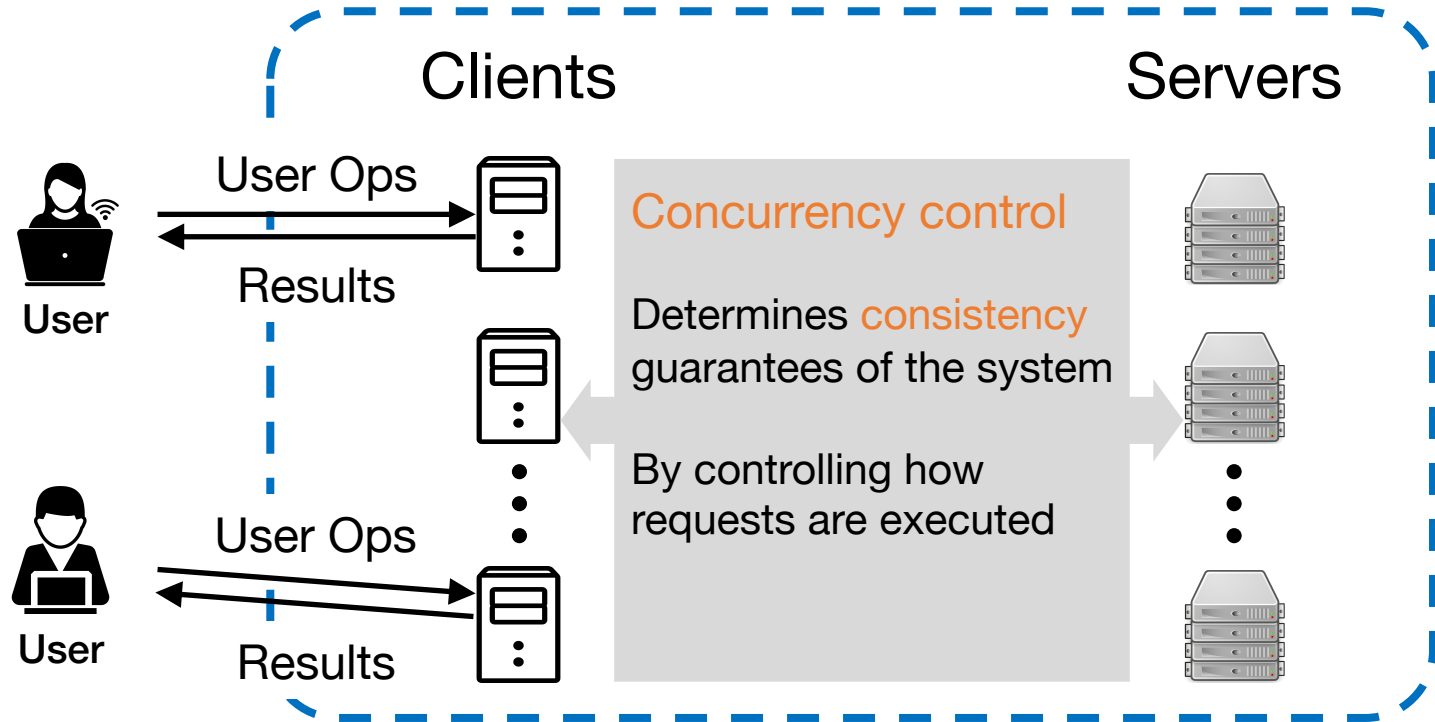 Clients
Servers
User Ops
Results
User
Concurrency control
Determines consistency
guarantees of the system
By controlling how
requests are executed
User Ops
Results
User